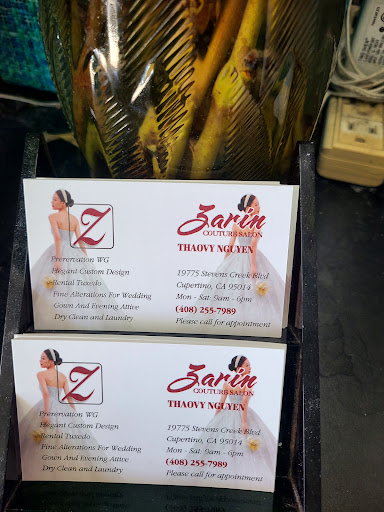 Z
Prerervation WG
Elegant Custom Design
Rental Tuxedo
Fine Alterations For Wedding
Gown And Evening Attive
Dry Clean and Laundry
Zarin
COUTURE SALON
THAOVY NGUYEN
19775 Stevens Creek Blvd
Cupertino, CA 95014
Mon - Sat 9am - 6pm
(408) 255-7989
Please call for appointment
Z
Prerervation WG
Elegant Custom Design
Rental Tuxedo
Fine Alterations For Wedding
Gown And Evening Attive
Dry Clean and Laundry
Zarin
COUTURE SALON
THAOVY NGUYEN
19775 Stevens Creek Blvd
Cupertino, CA 95014
Mon - Sat 9am - 6pm
(408) 255-7989
Please call for appointment